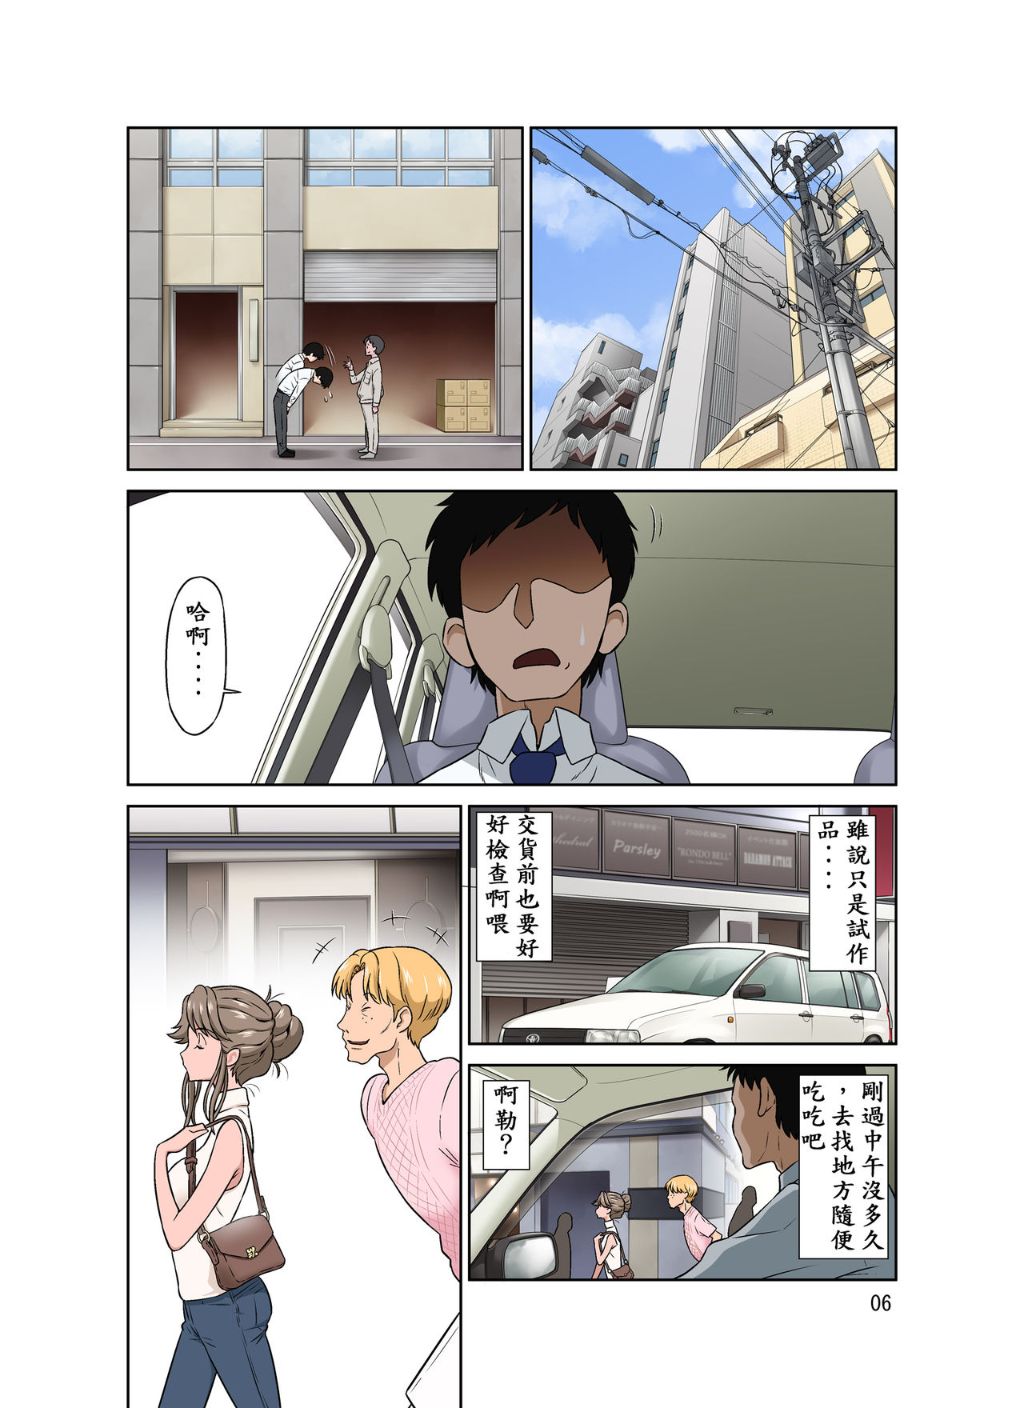 哈啊‥‥
雖說只是試作
品‥‥
交貨前也要好
好檢查啊喂
Parsley
"RONDO BELL"
剛過中午沒多久
，去找地方隨便
吃吃吧
啊勒？
06